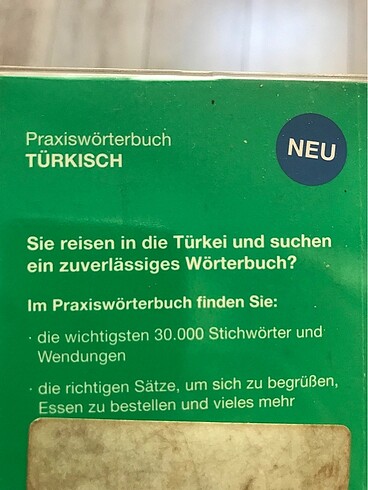 Praxiswörterbuch
TÜRKISCH
NEU
Sie reisen in die Türkei und suchen
ein zuverlässiges Wörterbuch?
Im Praxiswörterbuch finden Sie:
· die wichtigsten 30.000 Stichwörter und
Wendungen
· die richtigen Sätze, um sich zu begrüßen,
Essen zu bestellen und vieles mehr